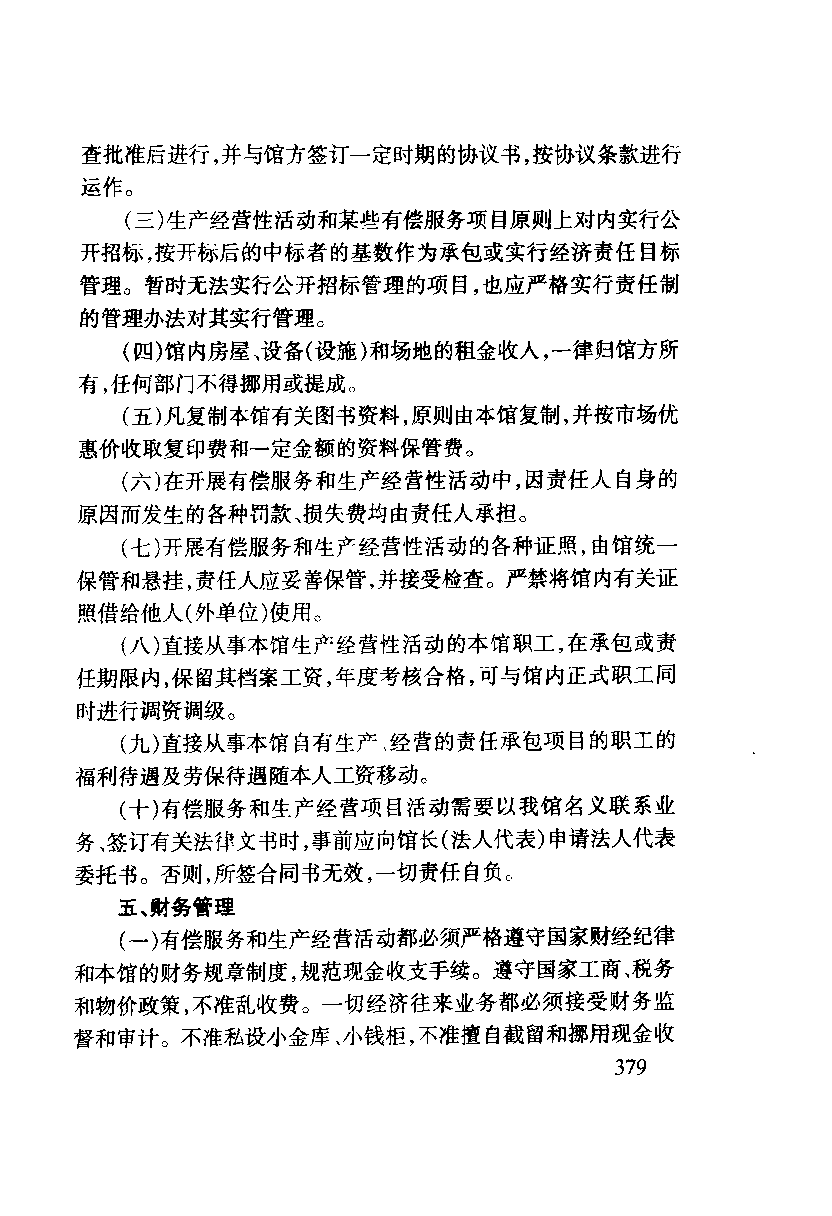 查批准后进行,并与馆方签订一定时期的协议书,按协议条款进行
运作。
(三)生产经营性活动和某些有偿服务项目原则上对内实行公
开招标,按开标后的中标者的基数作为承包或实行经济责任目标
管理。暂时无法实行公开招标管理的项目,也应严格实行责任制
的管理办法对其实行管理。
(四)馆内房屋、设备(设施)和场地的租金收人,一律归馆方所
有,任何部门不得挪用或提成。
(五)凡复制本馆有关图书资料,原则由本馆复制,并按市场优
惠价收取复印费和一定金额的资料保管费。
(六)在开展有偿服务和生产经营性活动中,因责任人自身的
原因而发生的各种罚款、损失费均由责任人承担。
(七)开展有偿服务和生产经营性活动的各种证照,由馆统一
保管和悬挂,责任人应妥善保管,并接受检查。严禁将馆内有关证
照借给他人(外单位)使用。
(八)直接从事本馆生产经营性活动的本馆职工,在承包或责
任期限内,保留其档案工资,年度考核合格,可与馆内正式职工同
时进行调资调级。
(九)直接从事本馆自有生产、经营的责任承包项目的职工的
福利待遇及劳保待遇随本人工资移动。
(十)有偿服务和生产经营项目活动需要以我馆名义联系业
务、签订有关法律文书时,事前应向馆长(法人代表)申请法人代表
委托书。否则,所签合同书无效,一切责任自负。
五、财务管理
(一)有偿服务和生产经营活动都必须严格遵守国家财经纪律
和本馆的财务规章制度,规范现金收支手续。遵守国家工商、税务
和物价政策,不准乱收费。一切经济往来业务都必须接受财务监
督和审计。不准私设小金库、小钱柜,不准擅自截留和挪用现金收
379